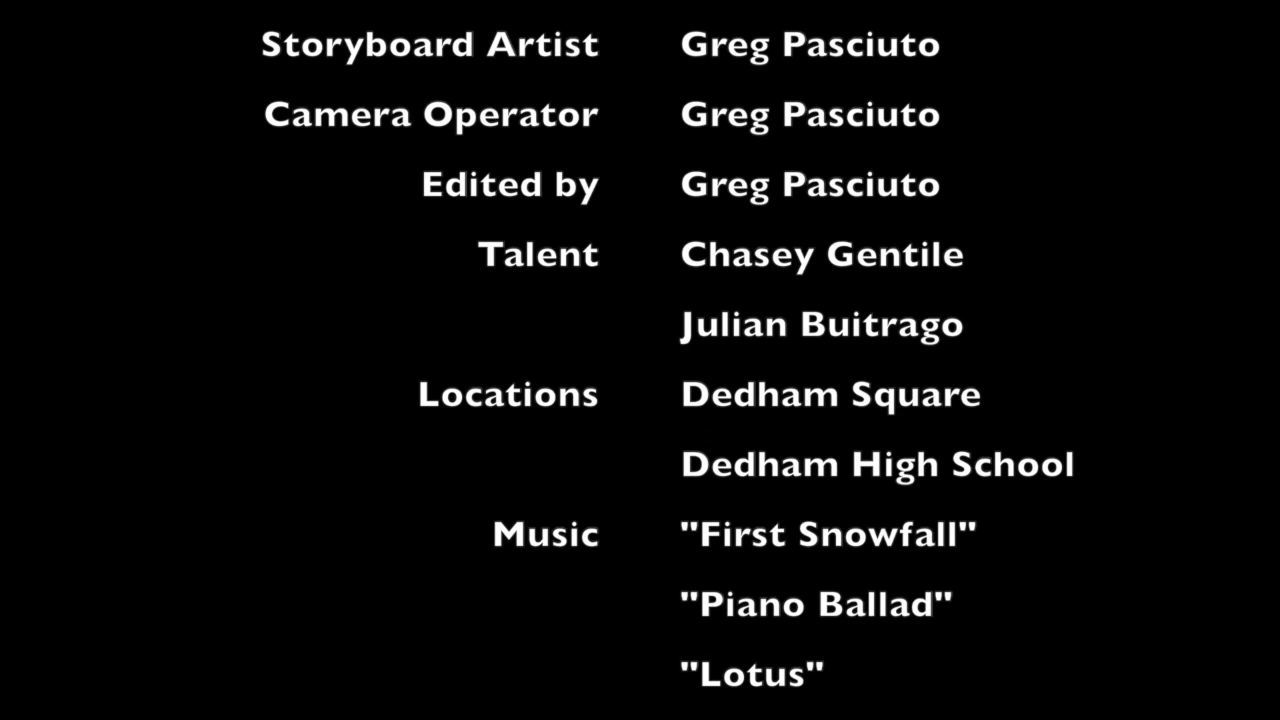 Storyboard Artist Greg Pasciuto
Camera Operator Greg Pasciuto
Edited by Greg Pasciuto
Talent Chasey Gentile
Julian Buitrago
Locations Dedham Square
Dedham High School
Music "First Snowfall"
"Piano Ballad"
"Lotus"